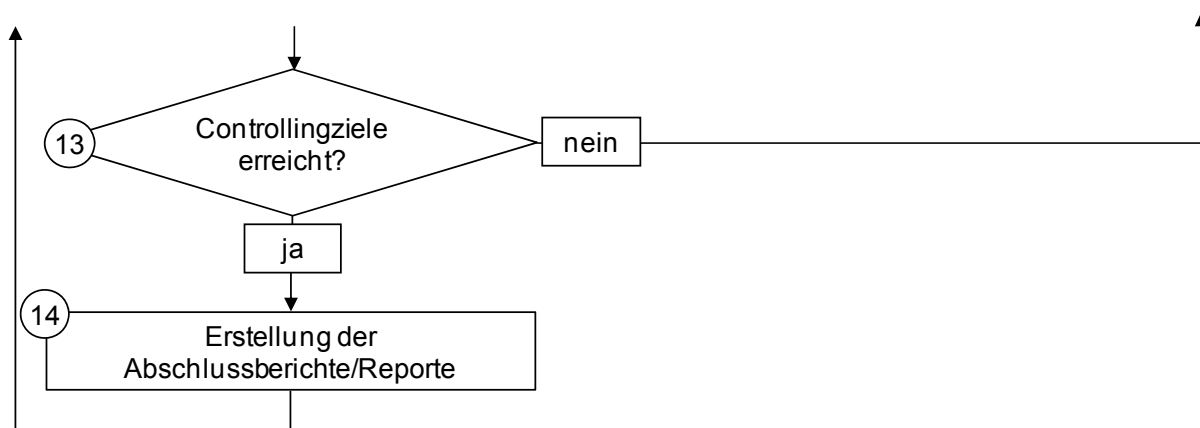 13
Controllingziele
erreicht?
nein
ja
14
Erstellung der
Abschlussberichte/Reporte